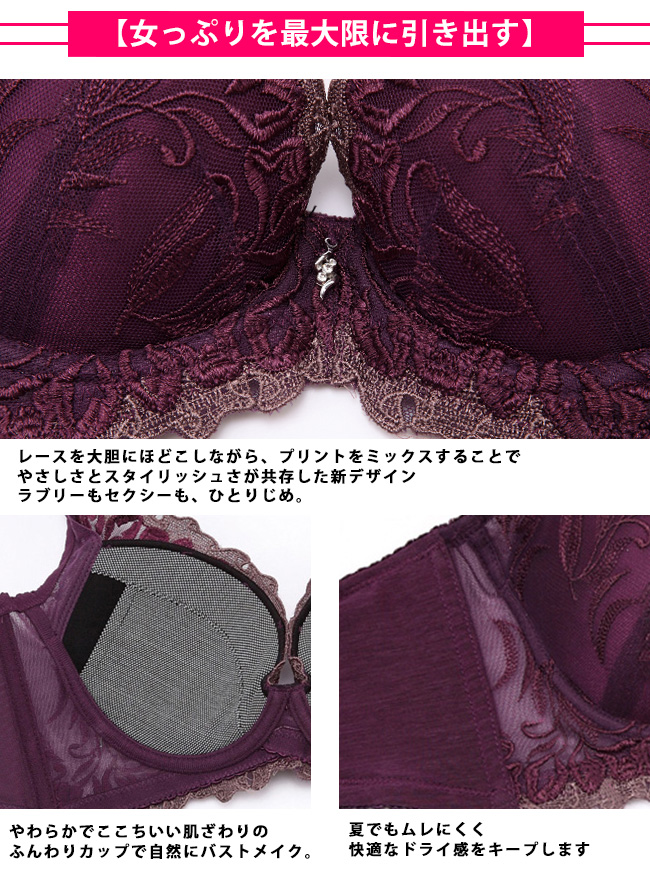 【女っぷりを最大限に引き出す】
レースを大胆にほどこしながら、プリントをミックスすることで
やさしさとスタイリッシュさが共存した新デザイン
ラブリーもセクシーも、ひとりじめ。
やわらかでここちいい肌ざわりの
ふんわりカップで自然にバストメイク。
夏でもムレにくく
快適なドライ感をキープします